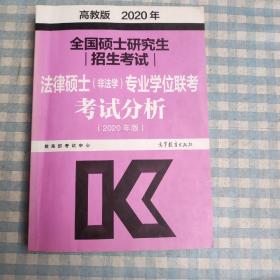 高教版 2020年
全国硕士研究生
招生考试
法律硕士（非法学）专业学位联考
考试分析
（2020年版）
教育部考试中心 高等教育出版社